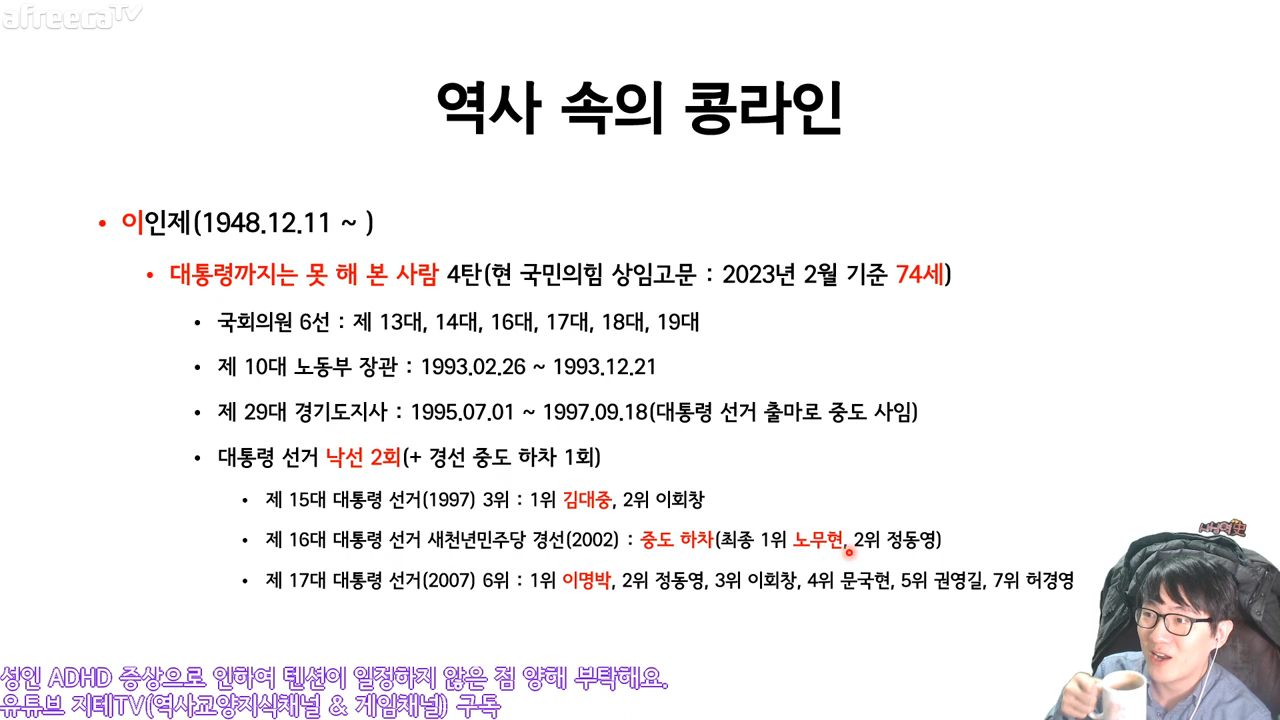 afreecaTV
역사 속의 콩라인
• 이인제(1948.12.11 ~ )
• 대통령까지는 못 해 본 사람 4탄(현 국민의힘 상임고문 : 2023년 2월 기준 74세)
• 국회의원 6선 : 제 13대, 14대, 16대, 17대, 18대, 19대
• 제 10대 노동부 장관 : 1993.02.26 ~ 1993.12.21
• 제 29대 경기도지사 : 1995.07.01 ~ 1997.09.18(대통령 선거 출마로 중도 사임)
• 대통령 선거 낙선 2회(+ 경선 중도 하차 1회)
• 제 15대 대통령 선거(1997) 3위 : 1위 김대중, 2위 이회창
• 제 16대 대통령 선거 새천년민주당 경선(2002) : 중도 하차(최종 1위 노무현, 2위 정동영)
• 제 17대 대통령 선거(2007) 6위 : 1위 이명박, 2위 정동영, 3위 이회창, 4위 문국현, 5위 권영길, 7위 허경영
성인 ADHD 증상으로 인하여 텐션이 일정하지 않은 점 양해 부탁해요.
유튜브 지테TV(역사교양지식채널 & 게임채널) 구독